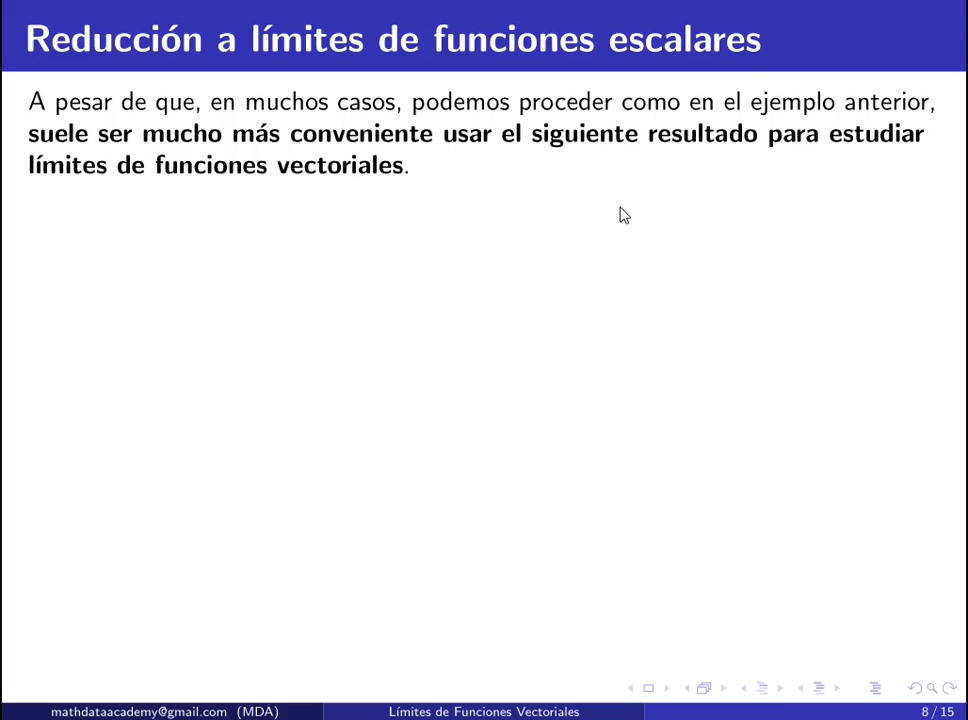 Reducción a límites de funciones escalares
A pesar de que, en muchos casos, podemos proceder como en el ejemplo anterior,
suele ser mucho más conveniente usar el siguiente resultado para estudiar
límites de funciones vectoriales.
mathdataacademy@gmail.com (MDA)
Límites de Funciones Vectoriales
8 / 15